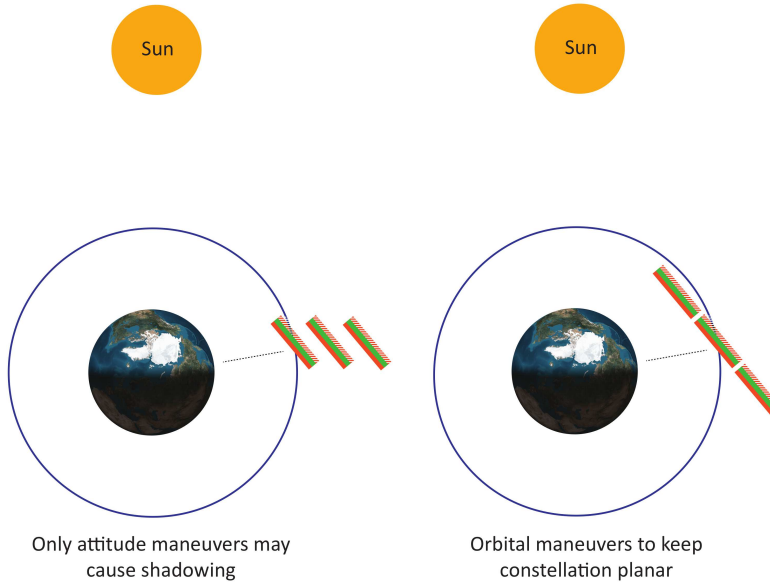 Sun
Sun
Only attitude maneuvers may
cause shadowing
Orbital maneuvers to keep
constellation planar